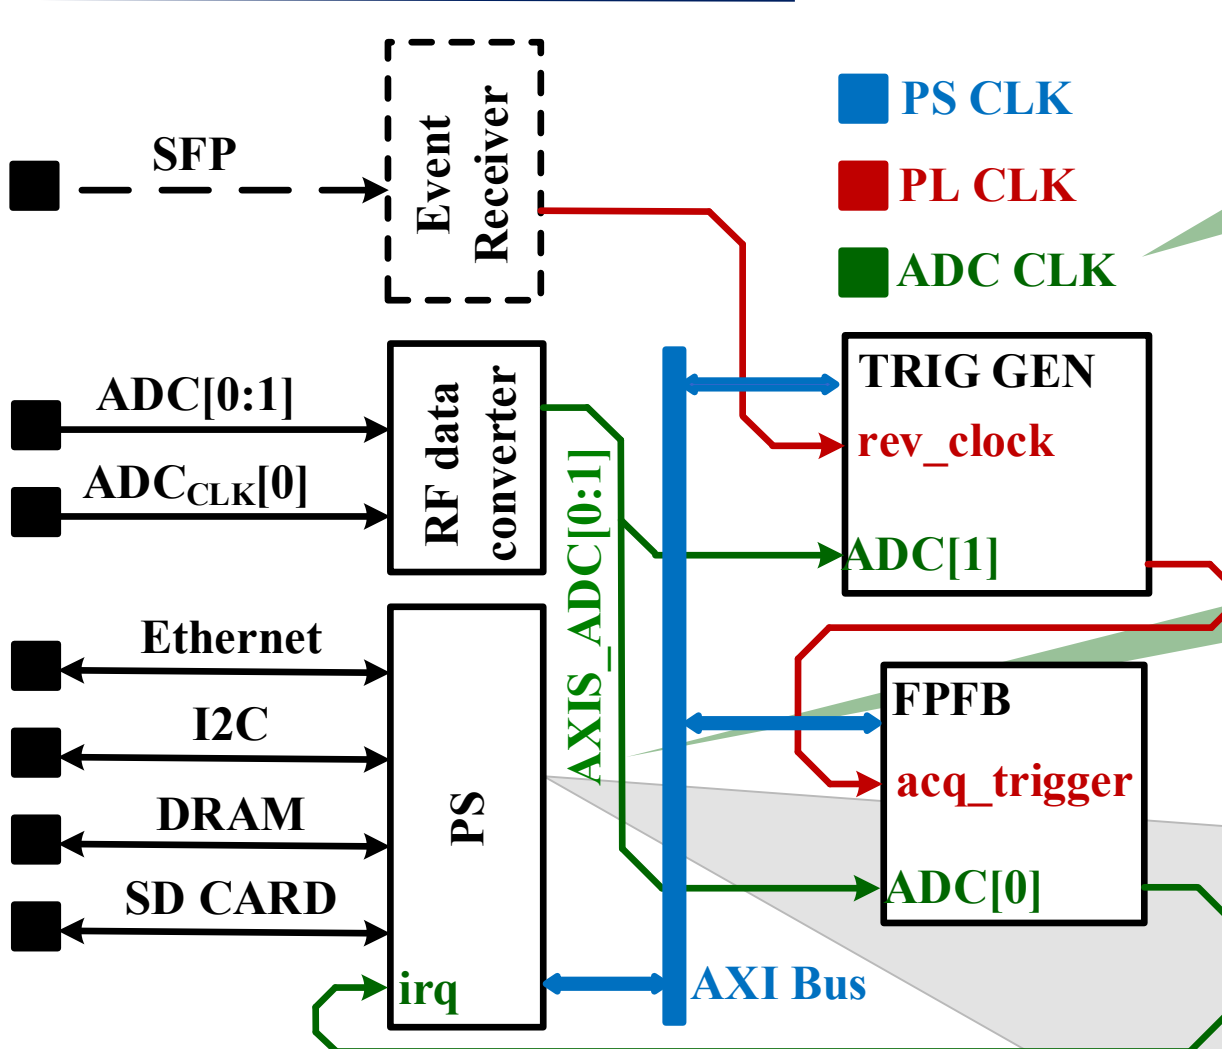 SFP
Event
Receiver
PS CLK
PL CLK
ADC CLK
ADC[0:1]
ADCCLK[0]
RF data
converter
AXIS_ADC[0:1]
TRIG GEN
rev_clock
ADC[1]
Ethernet
I2C
DRAM
SD CARD
PS
irq
AXI Bus
FPFB
acq_trigger
ADC[0]